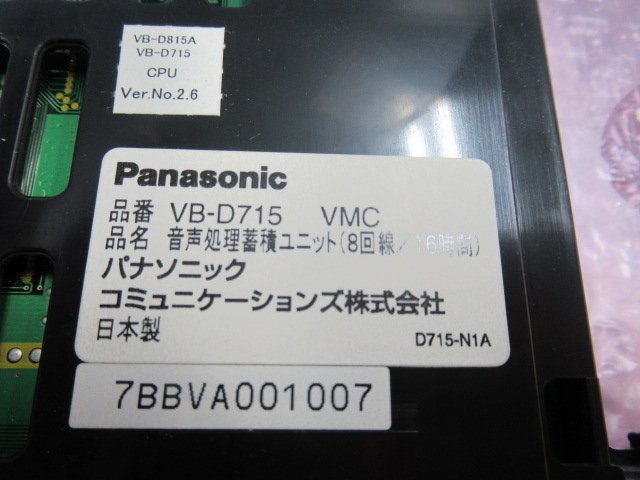 VB-D815A
VB-D715
CPU
Ver.No.2.6
Panasonic
品番 VB-D715 VMC
品名 音声処理蓄積ユニット(8回線/16時間)
パナソニック
コミュニケーションズ株式会社
日本製
D715-N1A
7BBVA001007